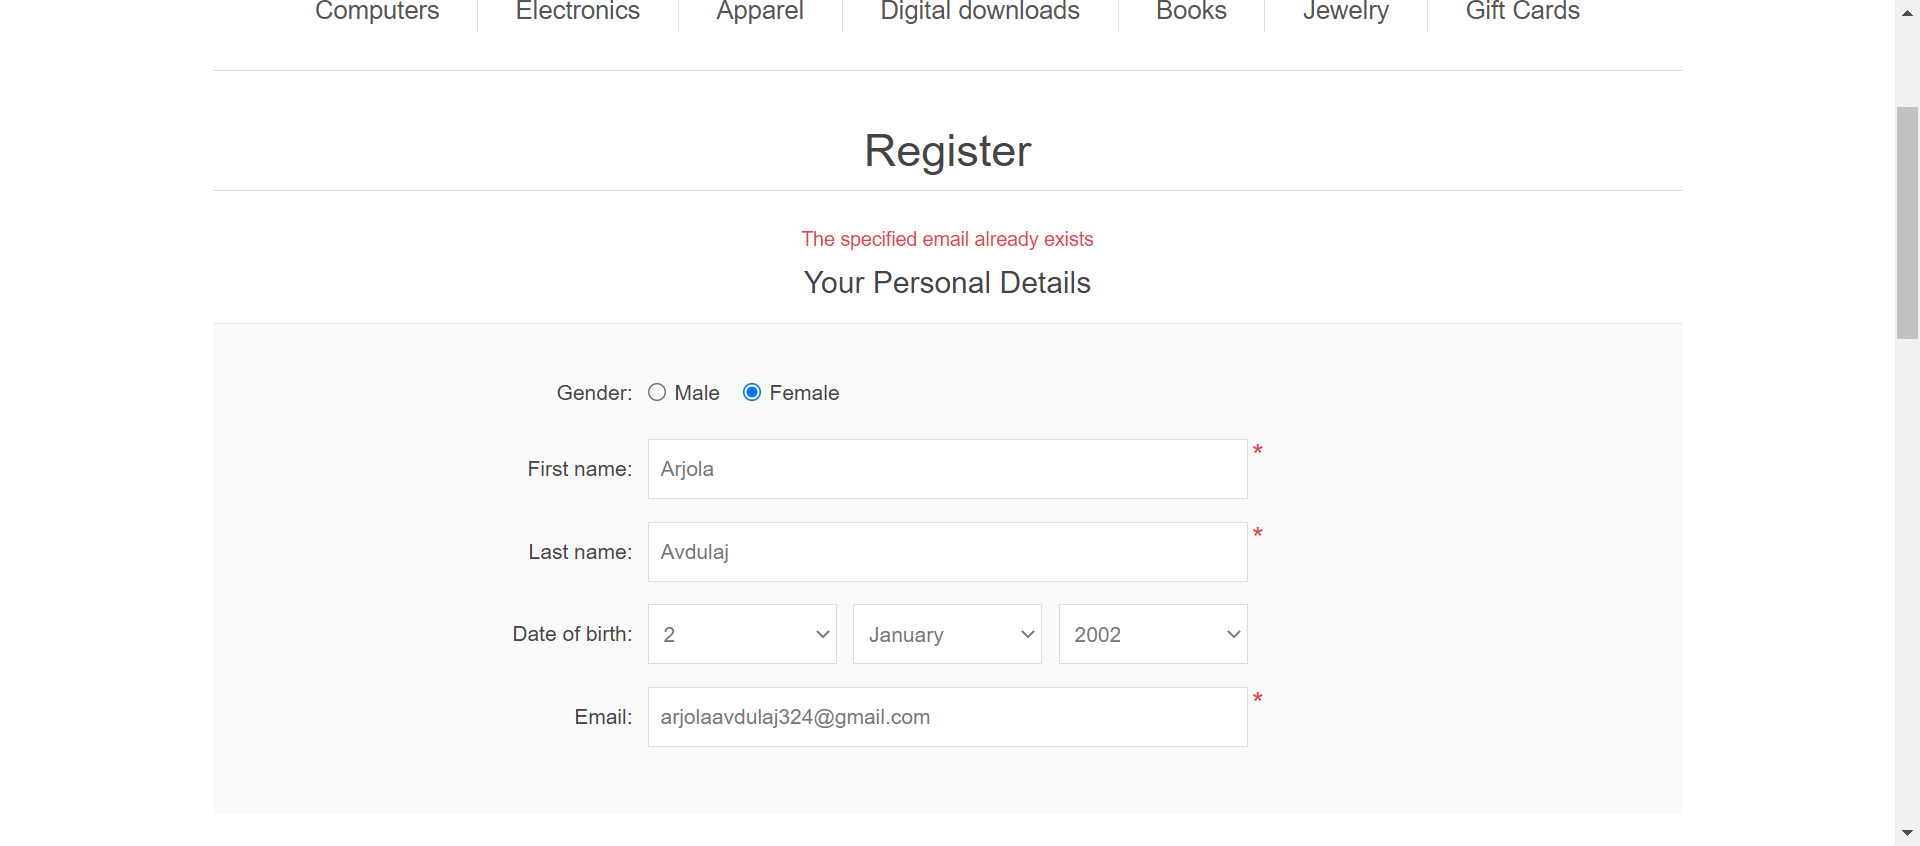 Computers Electronics Apparel Digital downloads Books Jewelry Gift Cards
Register
The specified email already exists
Your Personal Details
Gender: Male Female
First name: Arjola *
Last name: Avdulaj *
Date of birth: 2 January 2002
Email: arjolaavdulaj324@gmail.com *